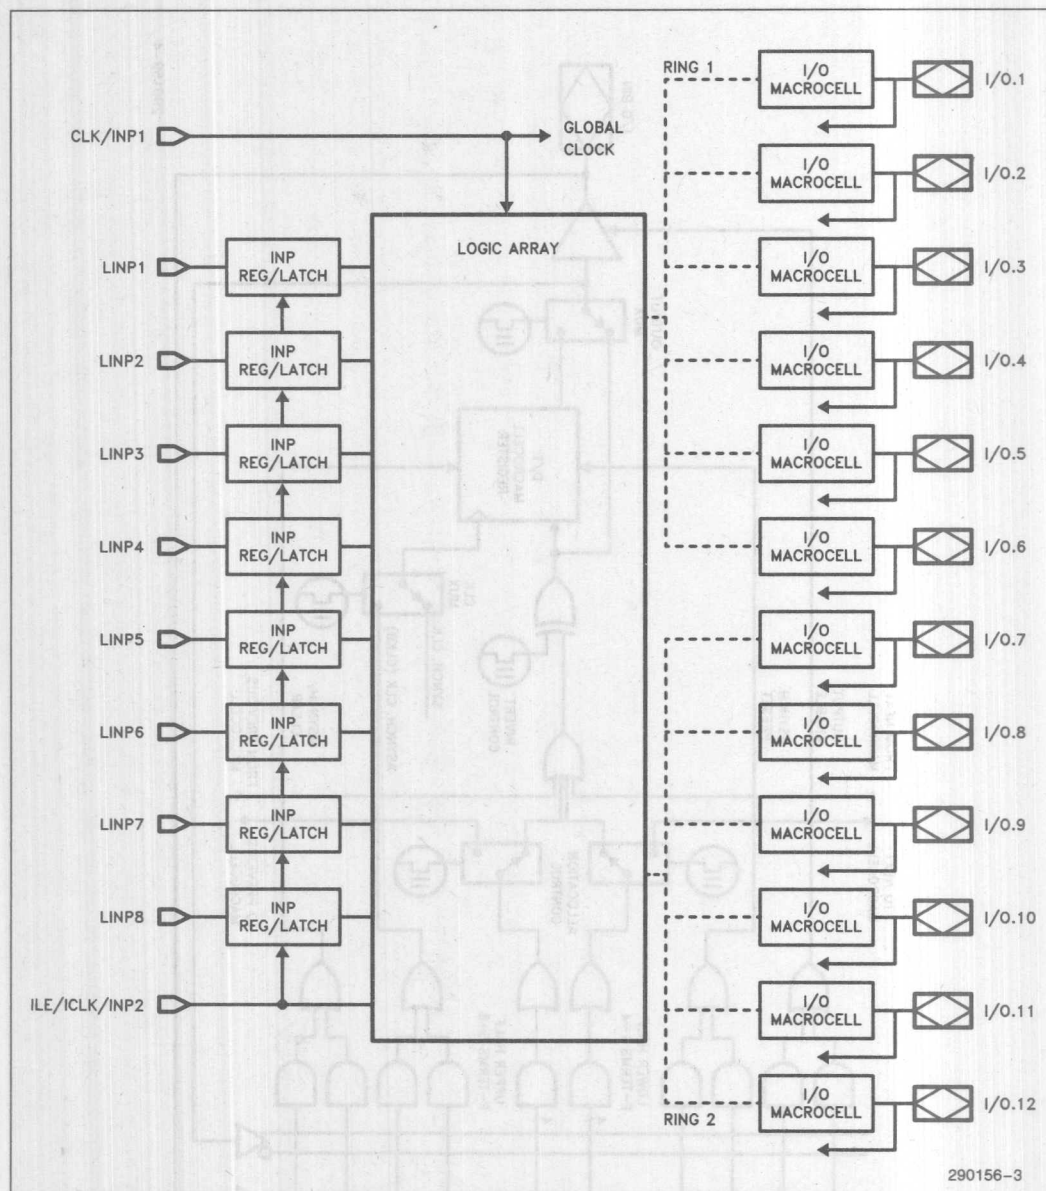 RING 1
I/O
MACROCELL
I/O.1
CLK/INP1
GLOBAL
CLOCK
I/O
MACROCELL
I/O.2
LOGIC ARRAY
LINP1
INP
REG/LATCH
I/O
MACROCELL
I/O.3
LINP2
INP
REG/LATCH
I/O
MACROCELL
I/O.4
LINP3
INP
REG/LATCH
I/O
MACROCELL
I/O.5
LINP4
INP
REG/LATCH
I/O
MACROCELL
I/O.6
LINP5
INP
REG/LATCH
I/O
MACROCELL
I/O.7
LINP6
INP
REG/LATCH
I/O
MACROCELL
I/O.8
LINP7
INP
REG/LATCH
I/O
MACROCELL
I/O.9
LINP8
INP
REG/LATCH
I/O
MACROCELL
I/O.10
ILE/ICLK/INP2
I/O
MACROCELL
I/O.11
RING 2
I/O
MACROCELL
I/O.12
290156-3